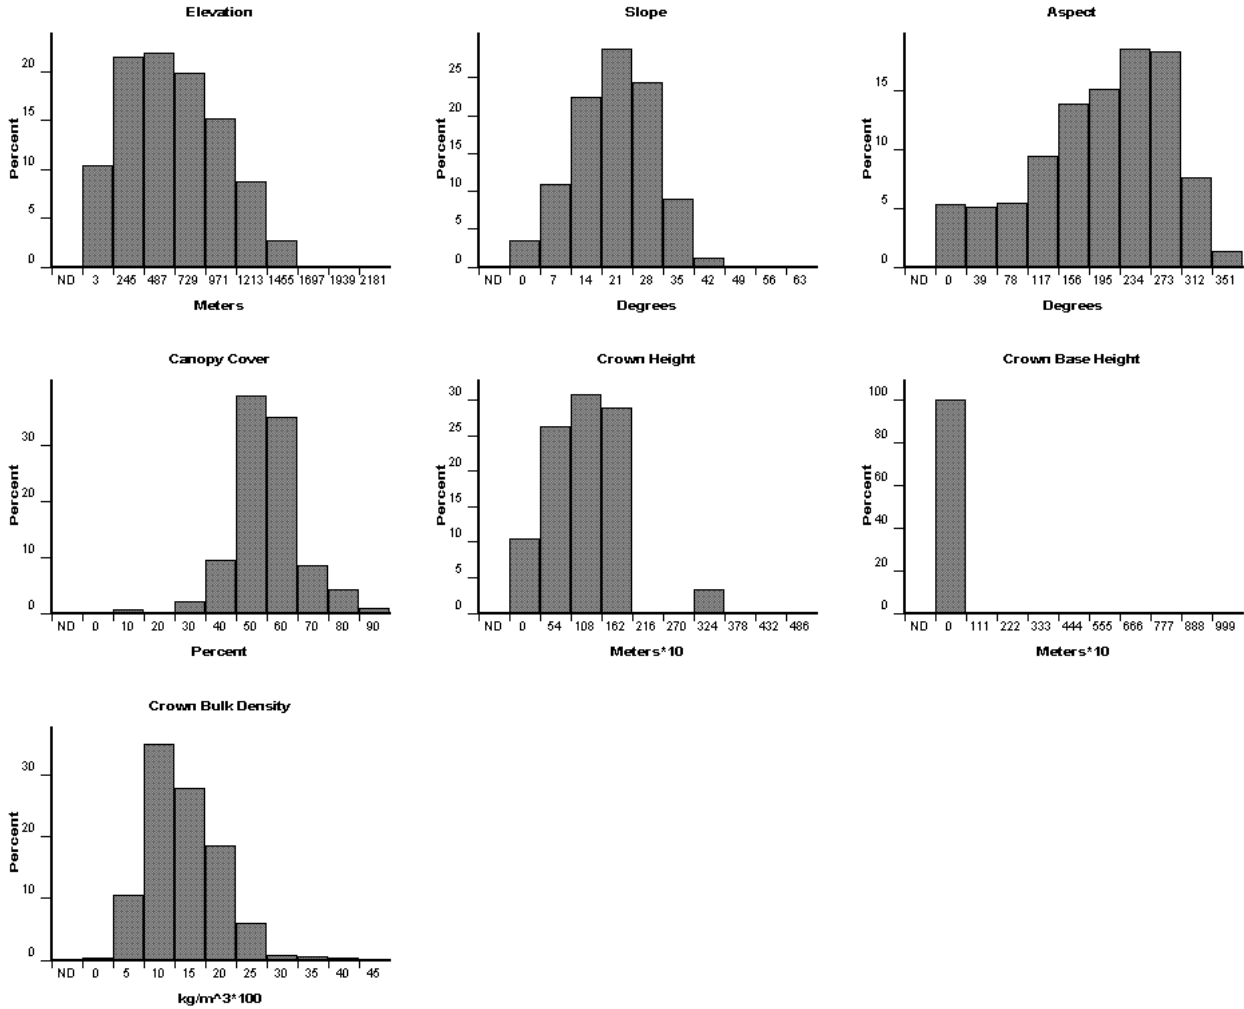 Elevation
20
15
10
5
0
Percent
ND 3 245 487 729 971 1213 1455 1697 1939 2181
Meters
Slope
25
20
15
10
5
0
Percent
ND 0 7 14 21 28 35 42 49 56 63
Degrees
Aspect
15
10
5
0
Percent
ND 0 39 78 117 156 195 234 273 312 351
Degrees
Canopy Cover
30
20
10
0
Percent
ND 0 10 20 30 40 50 60 70 80 90
Percent
Crown Height
30
25
20
15
10
5
0
Percent
ND 0 54 108 162 216 270 324 378 432 486
Meters*10
Crown Base Height
100
80
60
40
20
0
Percent
ND 0 111 222 333 444 555 666 777 888 999
Meters*10
Crown Bulk Density
30
20
10
0
Percent
ND 0 5 10 15 20 25 30 35 40 45
kg/m^3*100